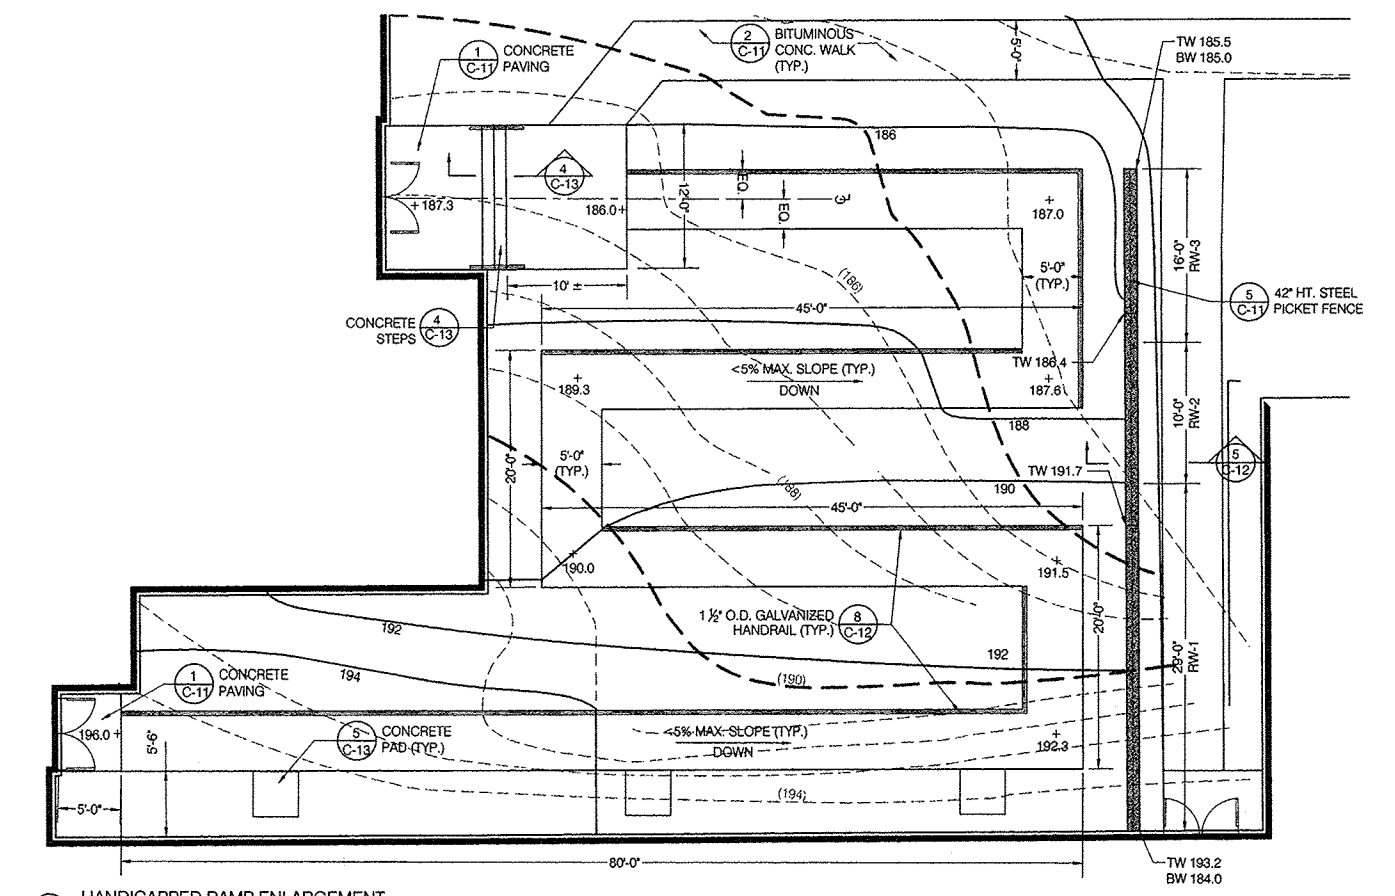 1
C-11
CONCRETE
PAVING
2
C-11
BITUMINOUS
CONC. WALK
(TYP.)
5'-0"
TW 185.5
BW 185.0
186
4
C-13
187.3
186.0
12'-0"
EQ.
EQ.
187.0
5'-0"
(TYP.)
16'-0"
RW-3
5
C-11
42" HT. STEEL
PICKET FENCE
10' ±
(186)
45'-0"
CONCRETE
STEPS
4
C-13
TW 186.4
<5% MAX. SLOPE (TYP.)
DOWN
189.3
187.6
188
10'-0"
RW-2
5'-0"
(TYP.)
20'-0"
TW 191.7
5
C-12
(188)
190
45'-0"
190.0
191.5
1 ½" O.D. GALVANIZED
HANDRAIL (TYP.)
8
C-12
20'-0"
192
192
29'-0"
RW-1
1
C-11
CONCRETE
PAVING
194
(190)
196.0
5'-6"
5
C-13
CONCRETE
PAD (TYP.)
<5% MAX. SLOPE (TYP.)
DOWN
192.3
5'-0"
(194)
80'-0"
TW 193.2
BW 184.0
HANDICAPPED RAMP ENLARGEMENT